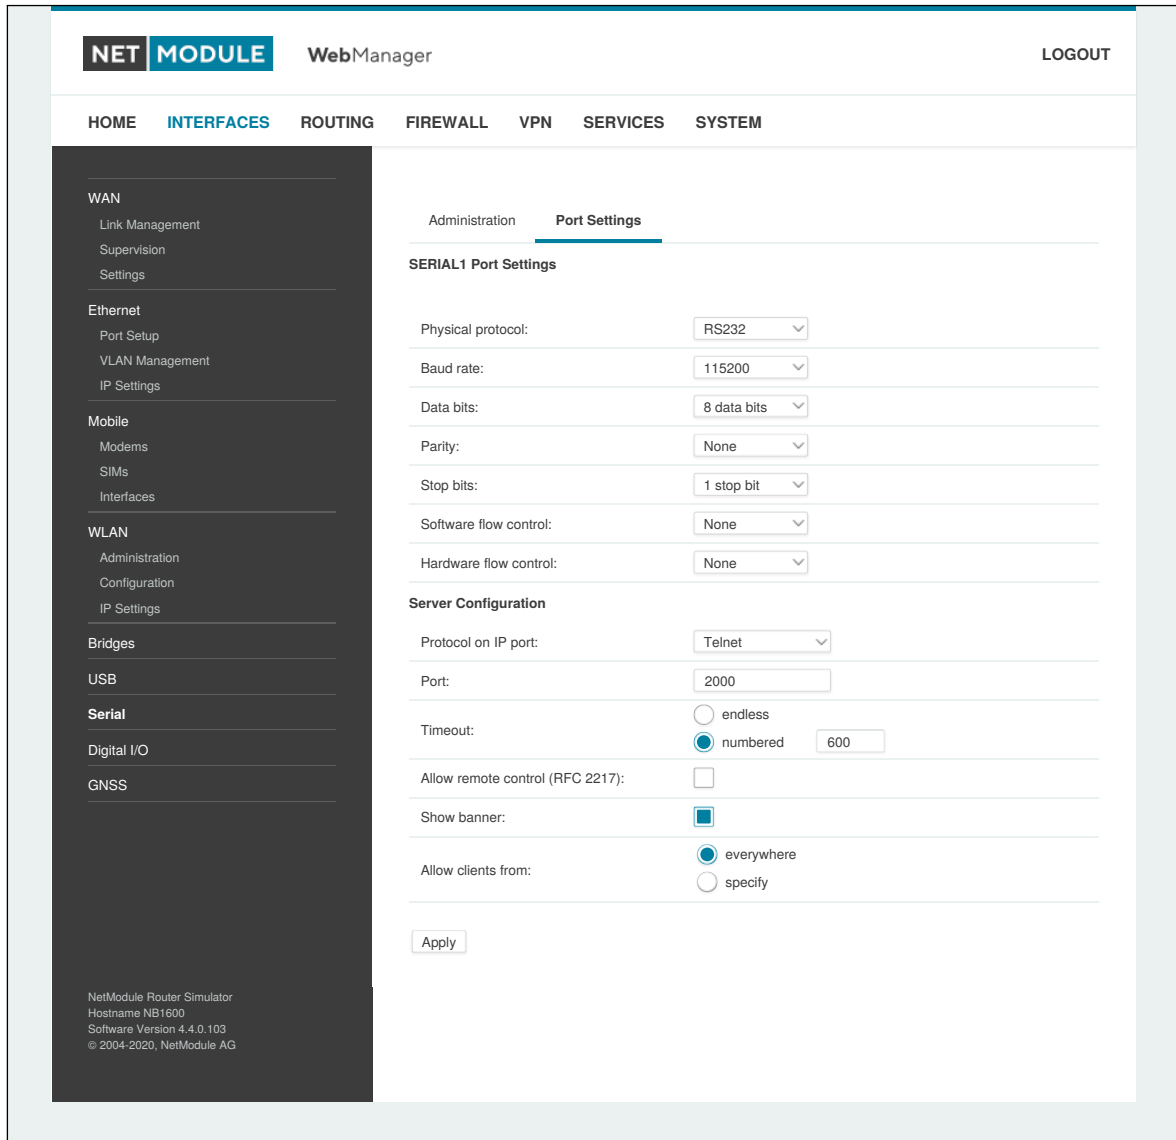 NET MODULE WebManager LOGOUT
HOME INTERFACES ROUTING FIREWALL VPN SERVICES SYSTEM
WAN
Link Management
Supervision
Settings
Ethernet
Port Setup
VLAN Management
IP Settings
Mobile
Modems
SIMs
Interfaces
WLAN
Administration
Configuration
IP Settings
Bridges
USB
Serial
Digital I/O
GNSS
NetModule Router Simulator
Hostname NB1600
Software Version 4.4.0.103
© 2004-2020, NetModule AG
Administration Port Settings
SERIAL1 Port Settings
Physical protocol: RS232
Baud rate: 115200
Data bits: 8 data bits
Parity: None
Stop bits: 1 stop bit
Software flow control: None
Hardware flow control: None
Server Configuration
Protocol on IP port: Telnet
Port: 2000
Timeout: endless
numbered 600
Allow remote control (RFC 2217):
Show banner:
Allow clients from: everywhere
specify
Apply